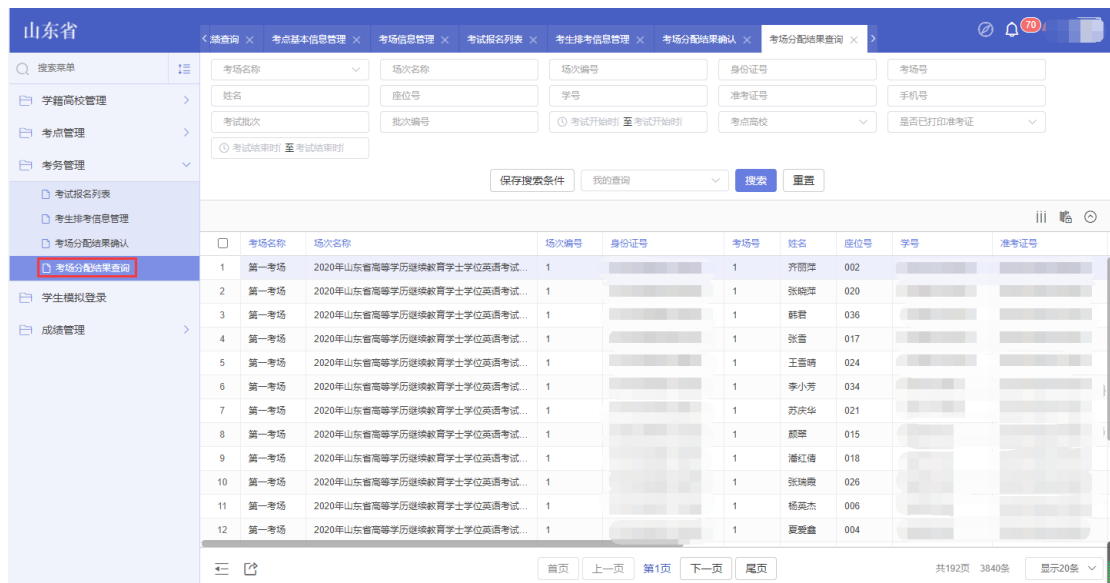 山东省
绩查询 × 考点基本信息管理 × 考场信息管理 × 考试报名列表 × 考生排考信息管理 × 考场分配结果确认 × 考场分配结果查询 × 70
搜索菜单
学籍高校管理
考点管理
考务管理
考试报名列表
考生排考信息管理
考场分配结果确认
考场分配结果查询
学生模拟登录
成绩管理
考场名称 场次名称 场次编号 身份证号 考场号
姓名 座位号 学号 准考证号 手机号
考试批次 批次编号 考试开始时 至 考试开始时 考点高校 是否已打印准考证
考试结束时 至 考试结束时
保存搜索条件 我的查询 搜索 重置
考场名称 场次名称 场次编号 身份证号 考场号 姓名 座位号 学号 准考证号
1 第一考场 2020年山东省高等学历继续教育学士学位英语考试... 1 1 齐丽萍 002
2 第一考场 2020年山东省高等学历继续教育学士学位英语考试... 1 1 张晓萍 020
3 第一考场 2020年山东省高等学历继续教育学士学位英语考试... 1 1 韩君 036
4 第一考场 2020年山东省高等学历继续教育学士学位英语考试... 1 1 张雪 017
5 第一考场 2020年山东省高等学历继续教育学士学位英语考试... 1 1 王雪晴 024
6 第一考场 2020年山东省高等学历继续教育学士学位英语考试... 1 1 李小芳 034
7 第一考场 2020年山东省高等学历继续教育学士学位英语考试... 1 1 苏庆华 021
8 第一考场 2020年山东省高等学历继续教育学士学位英语考试... 1 1 颜翠 015
9 第一考场 2020年山东省高等学历继续教育学士学位英语考试... 1 1 潘红倩 018
10 第一考场 2020年山东省高等学历继续教育学士学位英语考试... 1 1 张瑞霞 026
11 第一考场 2020年山东省高等学历继续教育学士学位英语考试... 1 1 杨英杰 006
12 第一考场 2020年山东省高等学历继续教育学士学位英语考试... 1 1 夏爱鑫 004
首页 上一页 第1页 下一页 尾页 共192页 3840条 显示20条